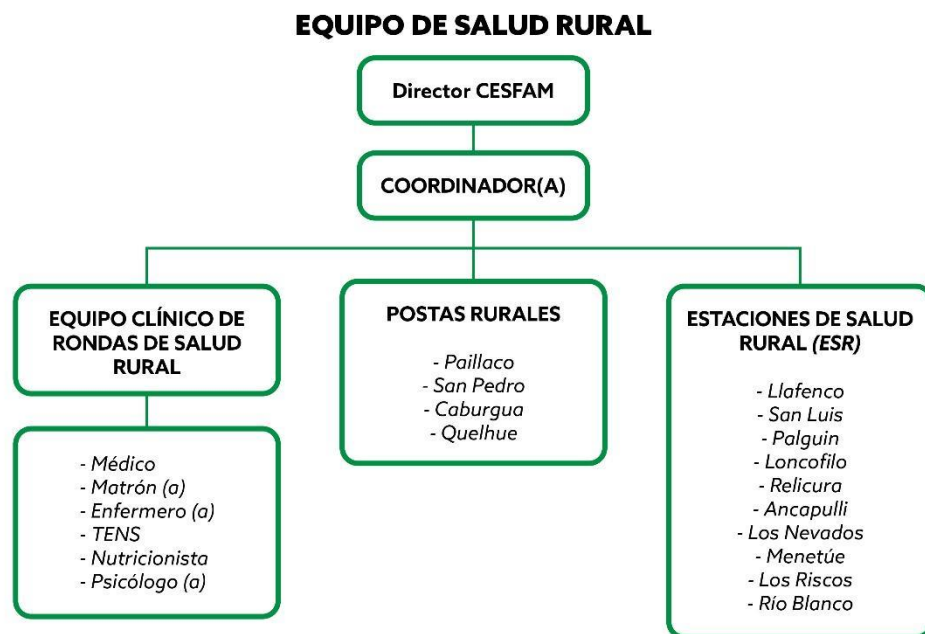 EQUIPO DE SALUD RURAL
Director CESFAM
COORDINADOR(A)
EQUIPO CLÍNICO DE
RONDAS DE SALUD
RURAL
- Médico
- Matrón (a)
- Enfermero (a)
- TENS
- Nutricionista
- Psicólogo (a)
POSTAS RURALES
- Paillaco
- San Pedro
- Caburgua
- Quelhue
ESTACIONES DE SALUD
RURAL (ESR)
- Llafenco
- San Luis
- Palguin
- Loncofilo
- Relicura
- Ancapulli
- Los Nevados
- Menetúe
- Los Riscos
- Río Blanco